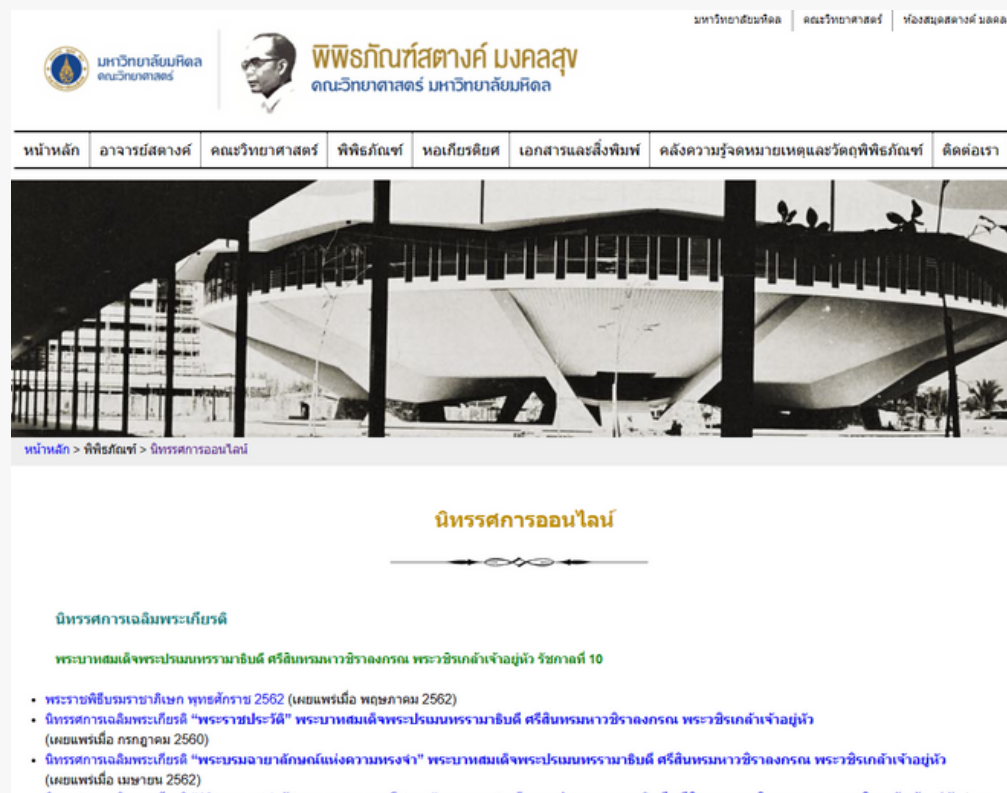 มหาวิทยาลัยมหิดล คณะวิทยาศาสตร์ ห้องสมุดสตางค์
มหาวิทยาลัยมหิดล
คณะวิทยาศาสตร์
พิพิธภัณฑ์สตางค์ มงคลสุข
คณะวิทยาศาสตร์ มหาวิทยาลัยมหิดล
หน้าหลัก อาจารย์สตางค์ คณะวิทยาศาสตร์ พิพิธภัณฑ์ หอเกียรติยศ เอกสารและสิ่งพิมพ์ คลังความรู้จดหมายเหตุและวัตถุพิพิธภัณฑ์ ติดต่อเรา
หน้าหลัก > พิพิธภัณฑ์ > นิทรรศการออนไลน์
นิทรรศการออนไลน์
นิทรรศการเฉลิมพระเกียรติ
พระบาทสมเด็จพระปรเมนทรรามาธิบดี ศรีสินทรมหาวชิราลงกรณ พระวชิรเกล้าเจ้าอยู่หัว รัชกาลที่ 10
พระราชพิธีบรมราชาภิเษก พุทธศักราช 2562 (เผยแพร่เมื่อ พฤษภาคม 2562)
นิทรรศการเฉลิมพระเกียรติ “พระราชประวัติ” พระบาทสมเด็จพระปรเมนทรรามาธิบดี ศรีสินทรมหาวชิราลงกรณ พระวชิรเกล้าเจ้าอยู่หัว
(เผยแพร่เมื่อ กรกฎาคม 2560)
นิทรรศการเฉลิมพระเกียรติ “พระบรมฉายาลักษณ์แห่งความทรงจำ” พระบาทสมเด็จพระปรเมนทรรามาธิบดี ศรีสินทรมหาวชิราลงกรณ พระวชิรเกล้าเจ้าอยู่หัว
(เผยแพร่เมื่อ เมษายน 2562)